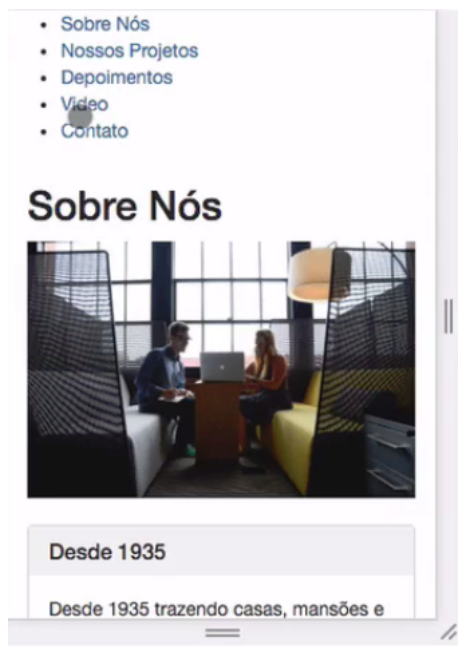 Sobre Nós
Nossos Projetos
Depoimentos
Video
Contato
Sobre Nós
Desde 1935
Desde 1935 trazendo casas, mansões e